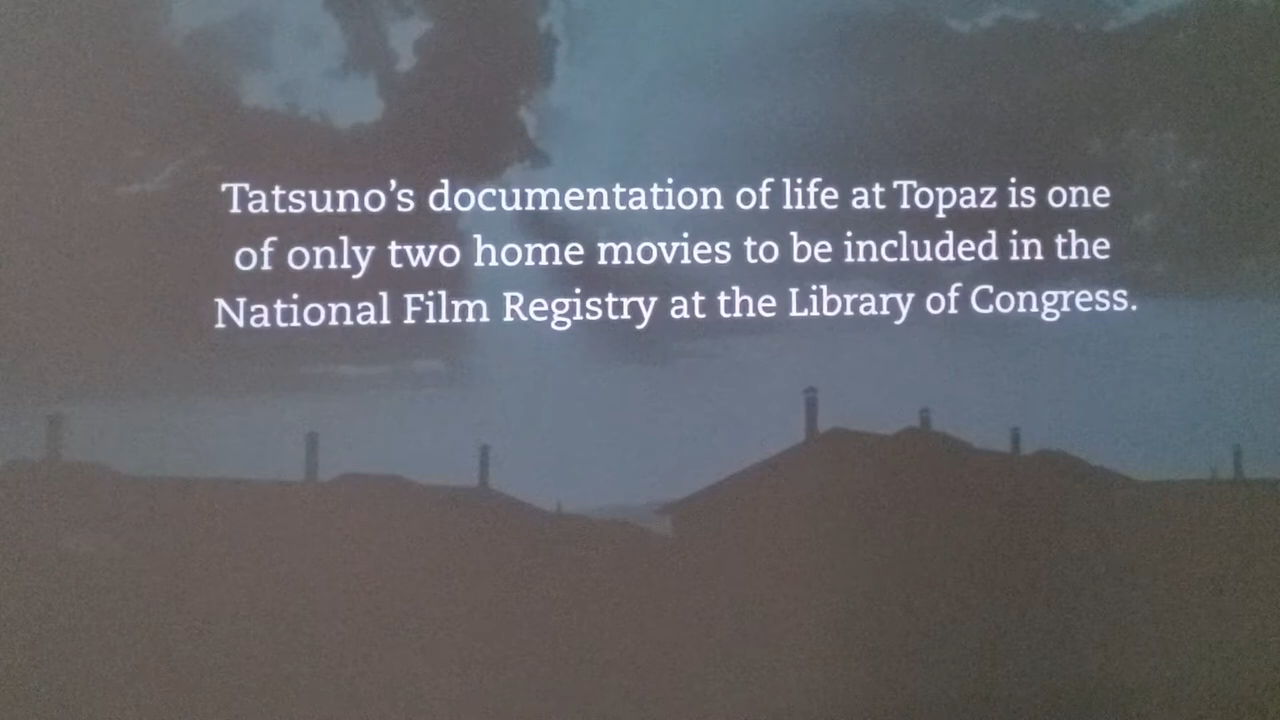 Tatsuno’s documentation of life at Topaz is one
of only two home movies to be included in the
National Film Registry at the Library of Congress.